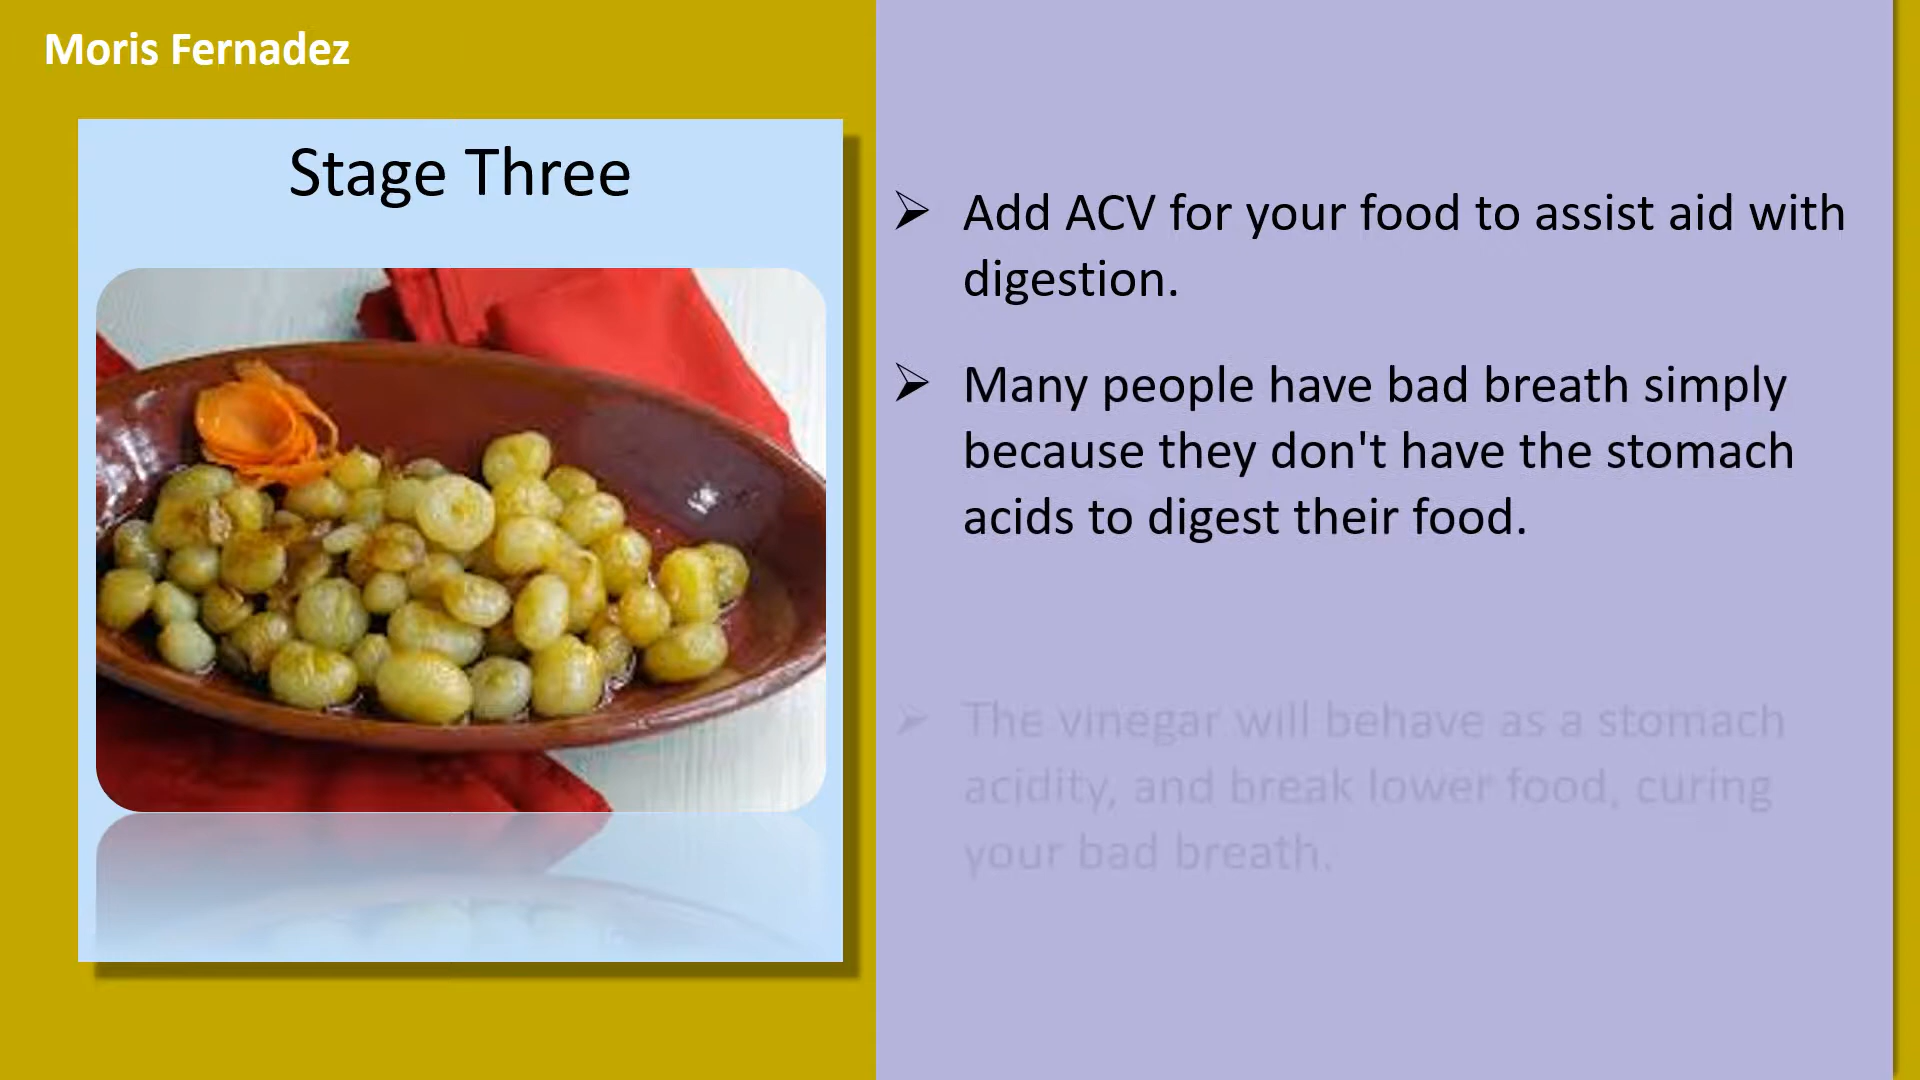 Moris Fernadez
Stage Three
➢ Add ACV for your food to assist aid with
digestion.
➢ Many people have bad breath simply
because they don't have the stomach
acids to digest their food.
➢ The vinegar will behave as a stomach
acidity, and break lower food, curing
your bad breath.